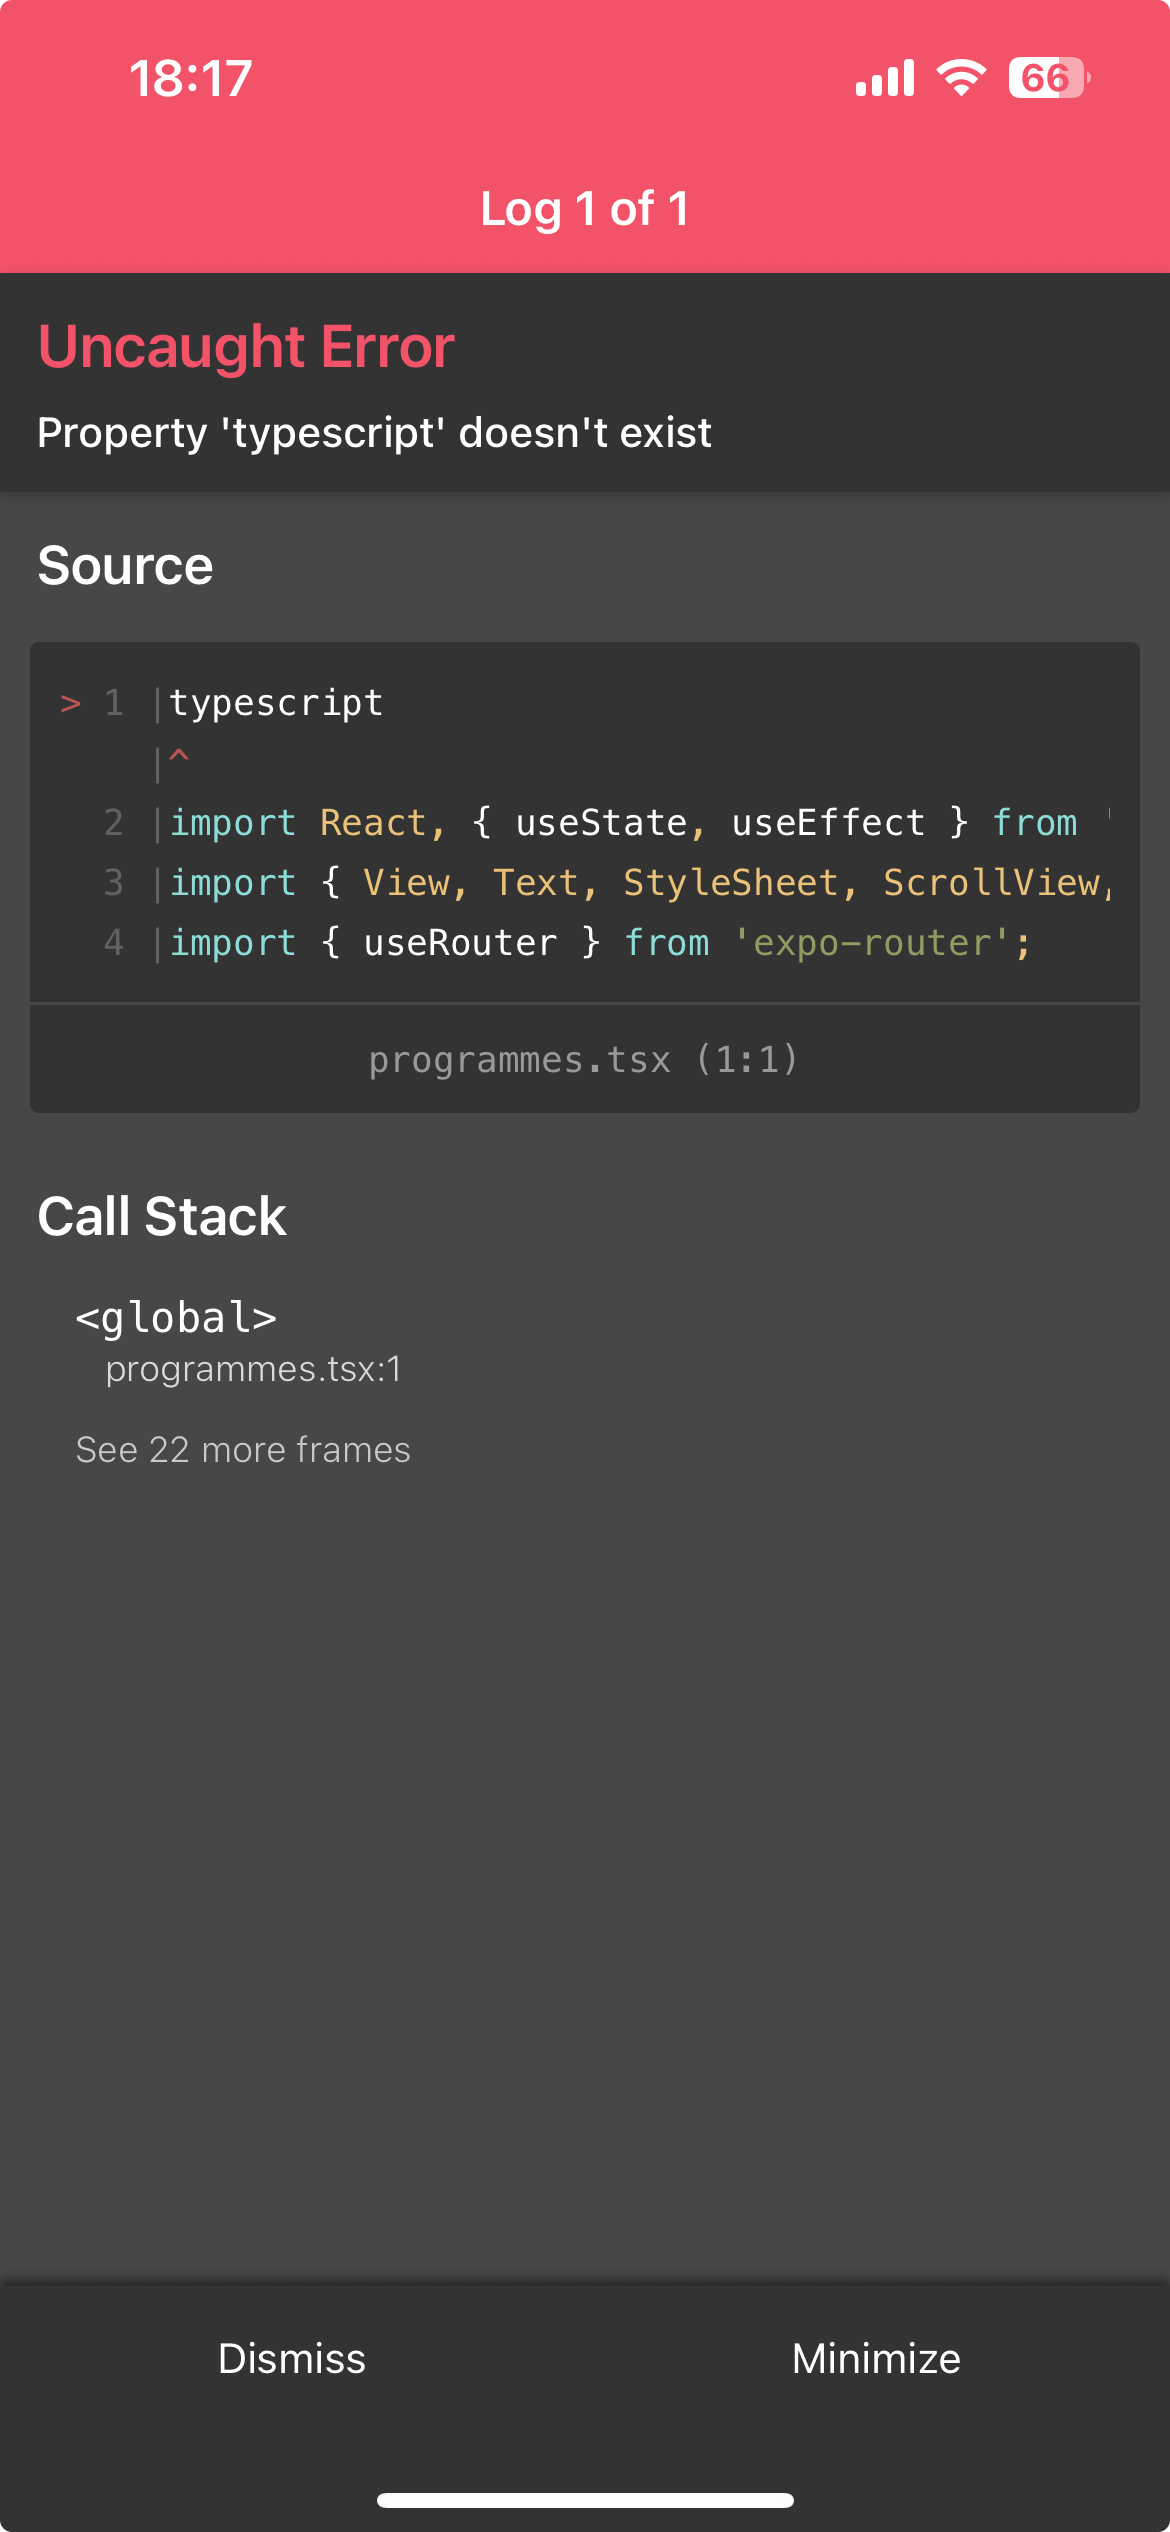 18:17
66
Log 1 of 1
Uncaught Error
Property 'typescript' doesn't exist
Source
> 1 |typescript
|^
2 |import React, { useState, useEffect } from '
3 |import { View, Text, StyleSheet, ScrollView,
4 |import { useRouter } from 'expo-router';
programmes.tsx (1:1)
Call Stack
<global>
programmes.tsx:1
See 22 more frames
Dismiss
Minimize